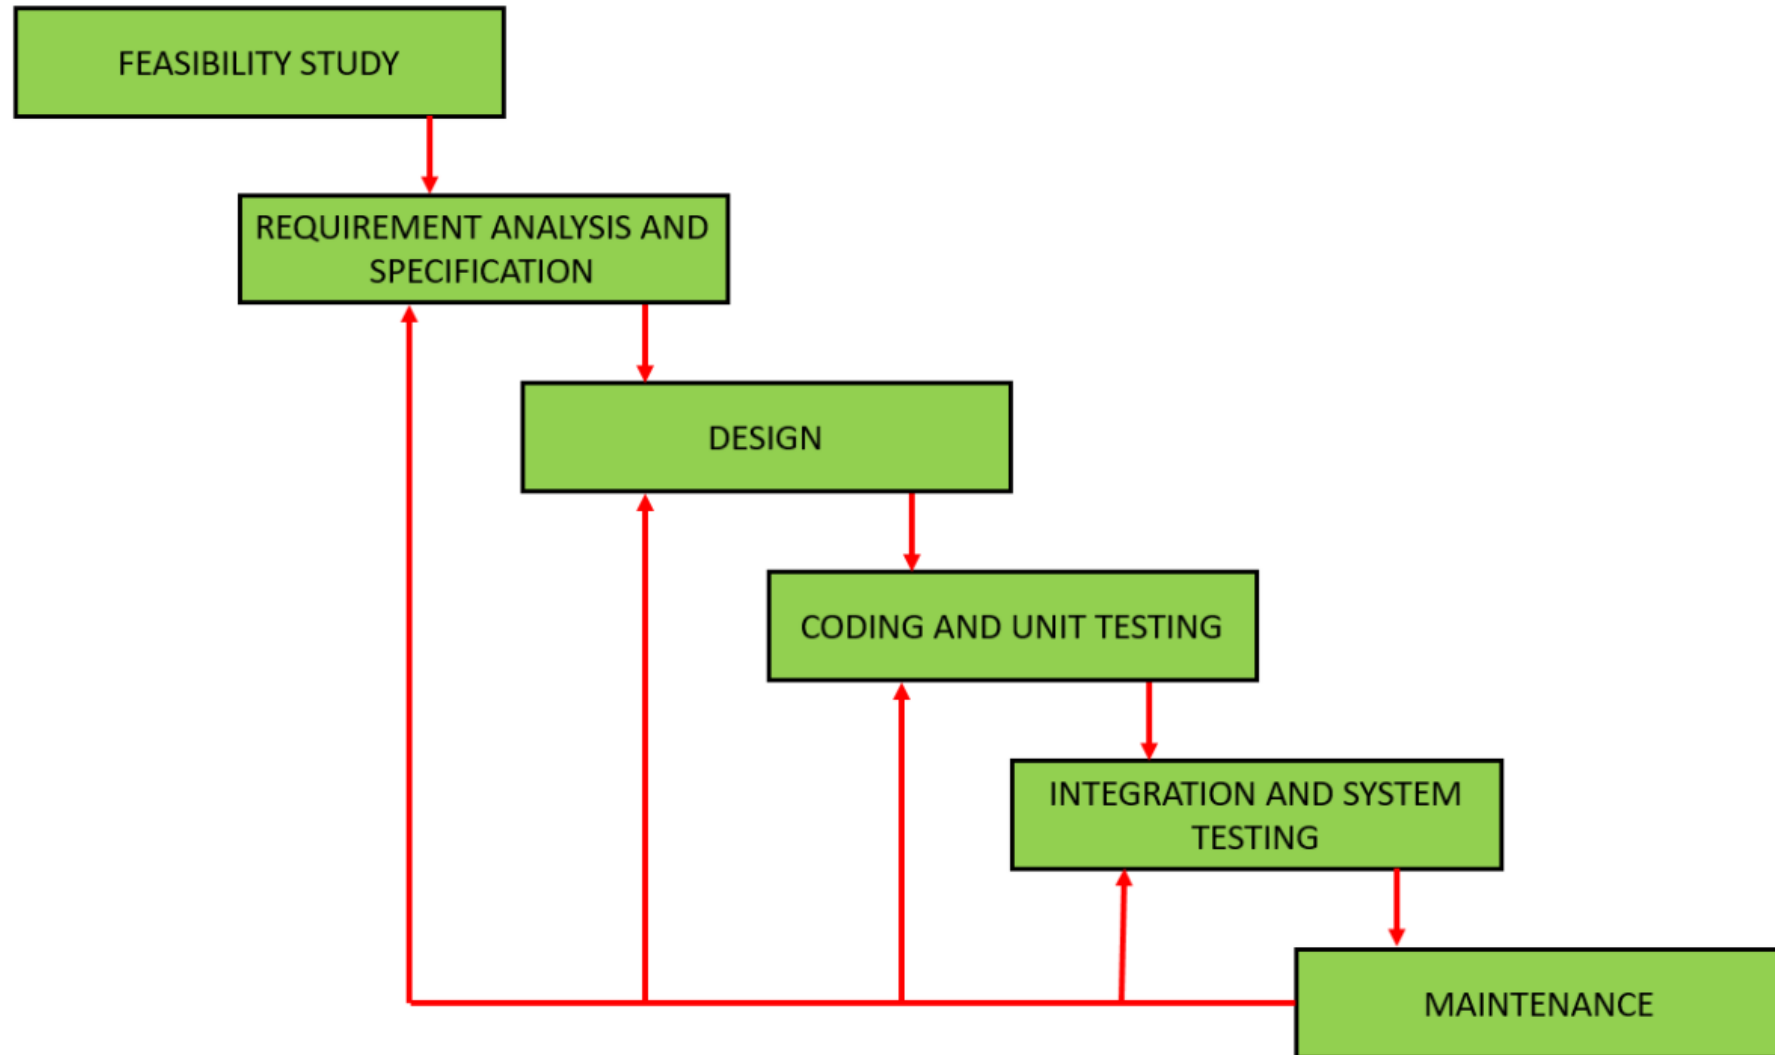 FEASIBILITY STUDY
REQUIREMENT ANALYSIS AND
SPECIFICATION
DESIGN
CODING AND UNIT TESTING
INTEGRATION AND SYSTEM
TESTING
MAINTENANCE